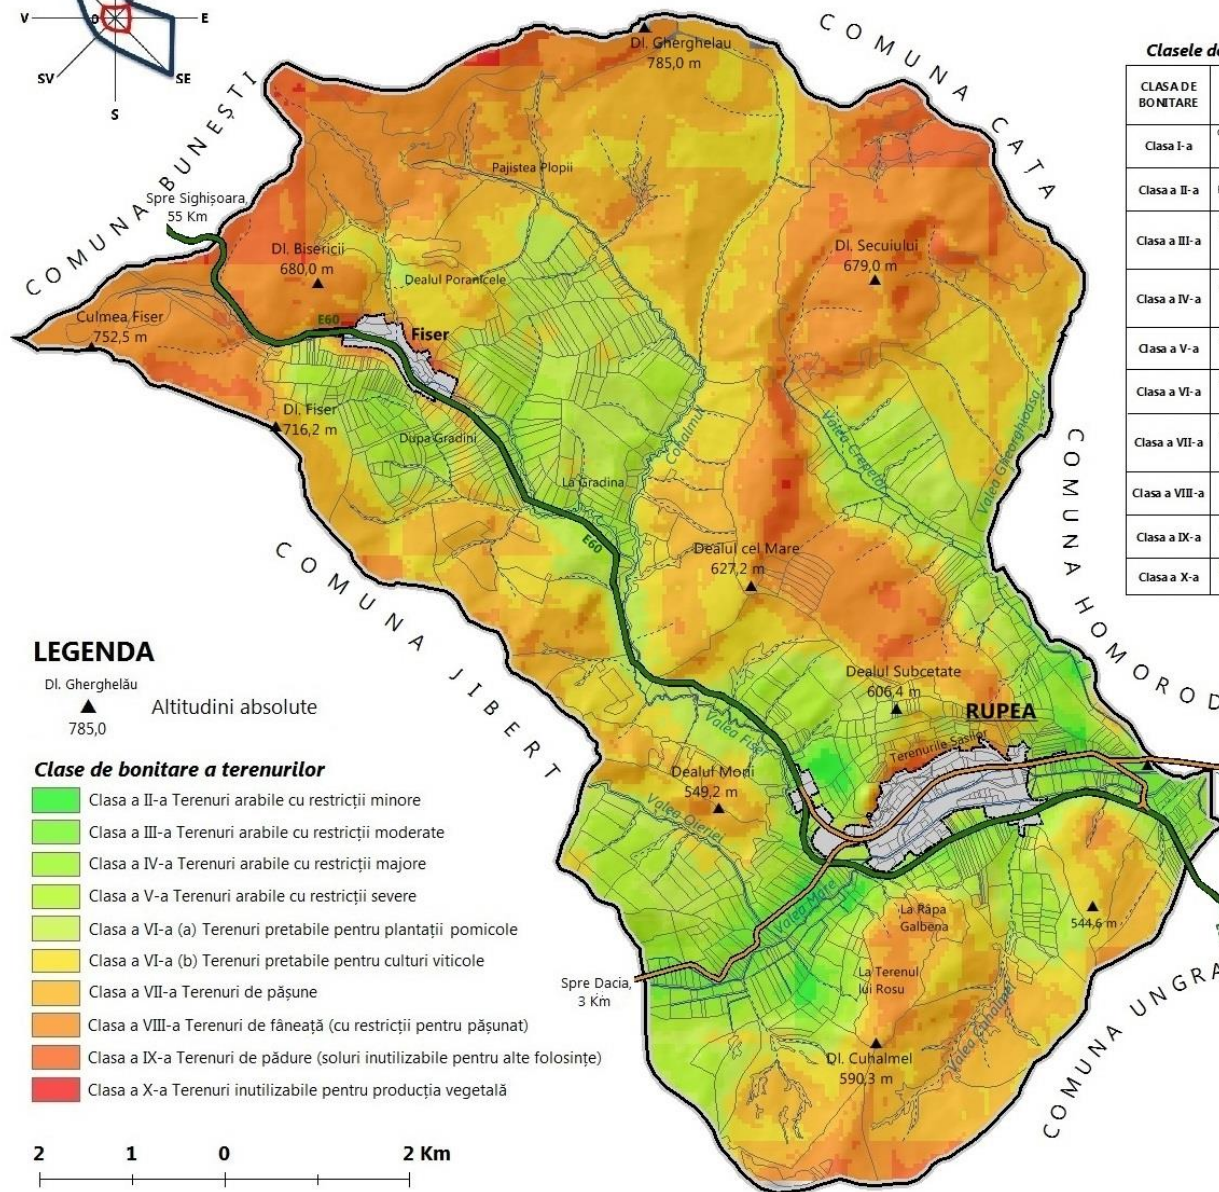 V
E
SV
SE
S
COMUNA BUNEȘTI
COMUNA CAȚA
Dl. Gherghelau
785,0 m
Pajistea Plopii
Spre Sighișoara,
55 Km
Dl. Bisericii
680,0 m
Dealul Poranicele
Dl. Secuiului
679,0 m
Culmea Fiser
752,5 m
E60
Fiser
Dl. Fiser
716,2 m
Dupa Gradini
Cohalmul
Valea Gheorghioasa
La Gradina
E60
Dealul cel Mare
627,2 m
COMUNA HOMOROD
COMUNA JIBERT
Dealul Subcetate
606,4 m
RUPEA
Terenurile Sasilor
Valea Fiser
Dealul Morii
549,2 m
Valea Mare
La Râpa
Galbena
544,6 m
La Terenul
lui Rosu
Spre Dacia,
3 Km
Valea Cuhalmel
Dl. Cuhalmel
590,3 m
COMUNA UNGRA
CLASA DE
BONITARE
Clasa I-a
Clasa a II-a
Clasa a III-a
Clasa a IV-a
Clasa a V-a
Clasa a VI-a
Clasa a VII-a
Clasa a VIII-a
Clasa a IX-a
Clasa a X-a
LEGENDA
Dl. Gherghelău
785,0
Altitudini absolute
Clase de bonitare a terenurilor
Clasa a II-a Terenuri arabile cu restricții minore
Clasa a III-a Terenuri arabile cu restricții moderate
Clasa a IV-a Terenuri arabile cu restricții majore
Clasa a V-a Terenuri arabile cu restricții severe
Clasa a VI-a (a) Terenuri pretabile pentru plantații pomicole
Clasa a VI-a (b) Terenuri pretabile pentru culturi viticole
Clasa a VII-a Terenuri de pășune
Clasa a VIII-a Terenuri de fâneață (cu restricții pentru pășunat)
Clasa a IX-a Terenuri de pădure (soluri inutilizabile pentru alte folosințe)
Clasa a X-a Terenuri inutilizabile pentru producția vegetală
2 1 0 2 Km